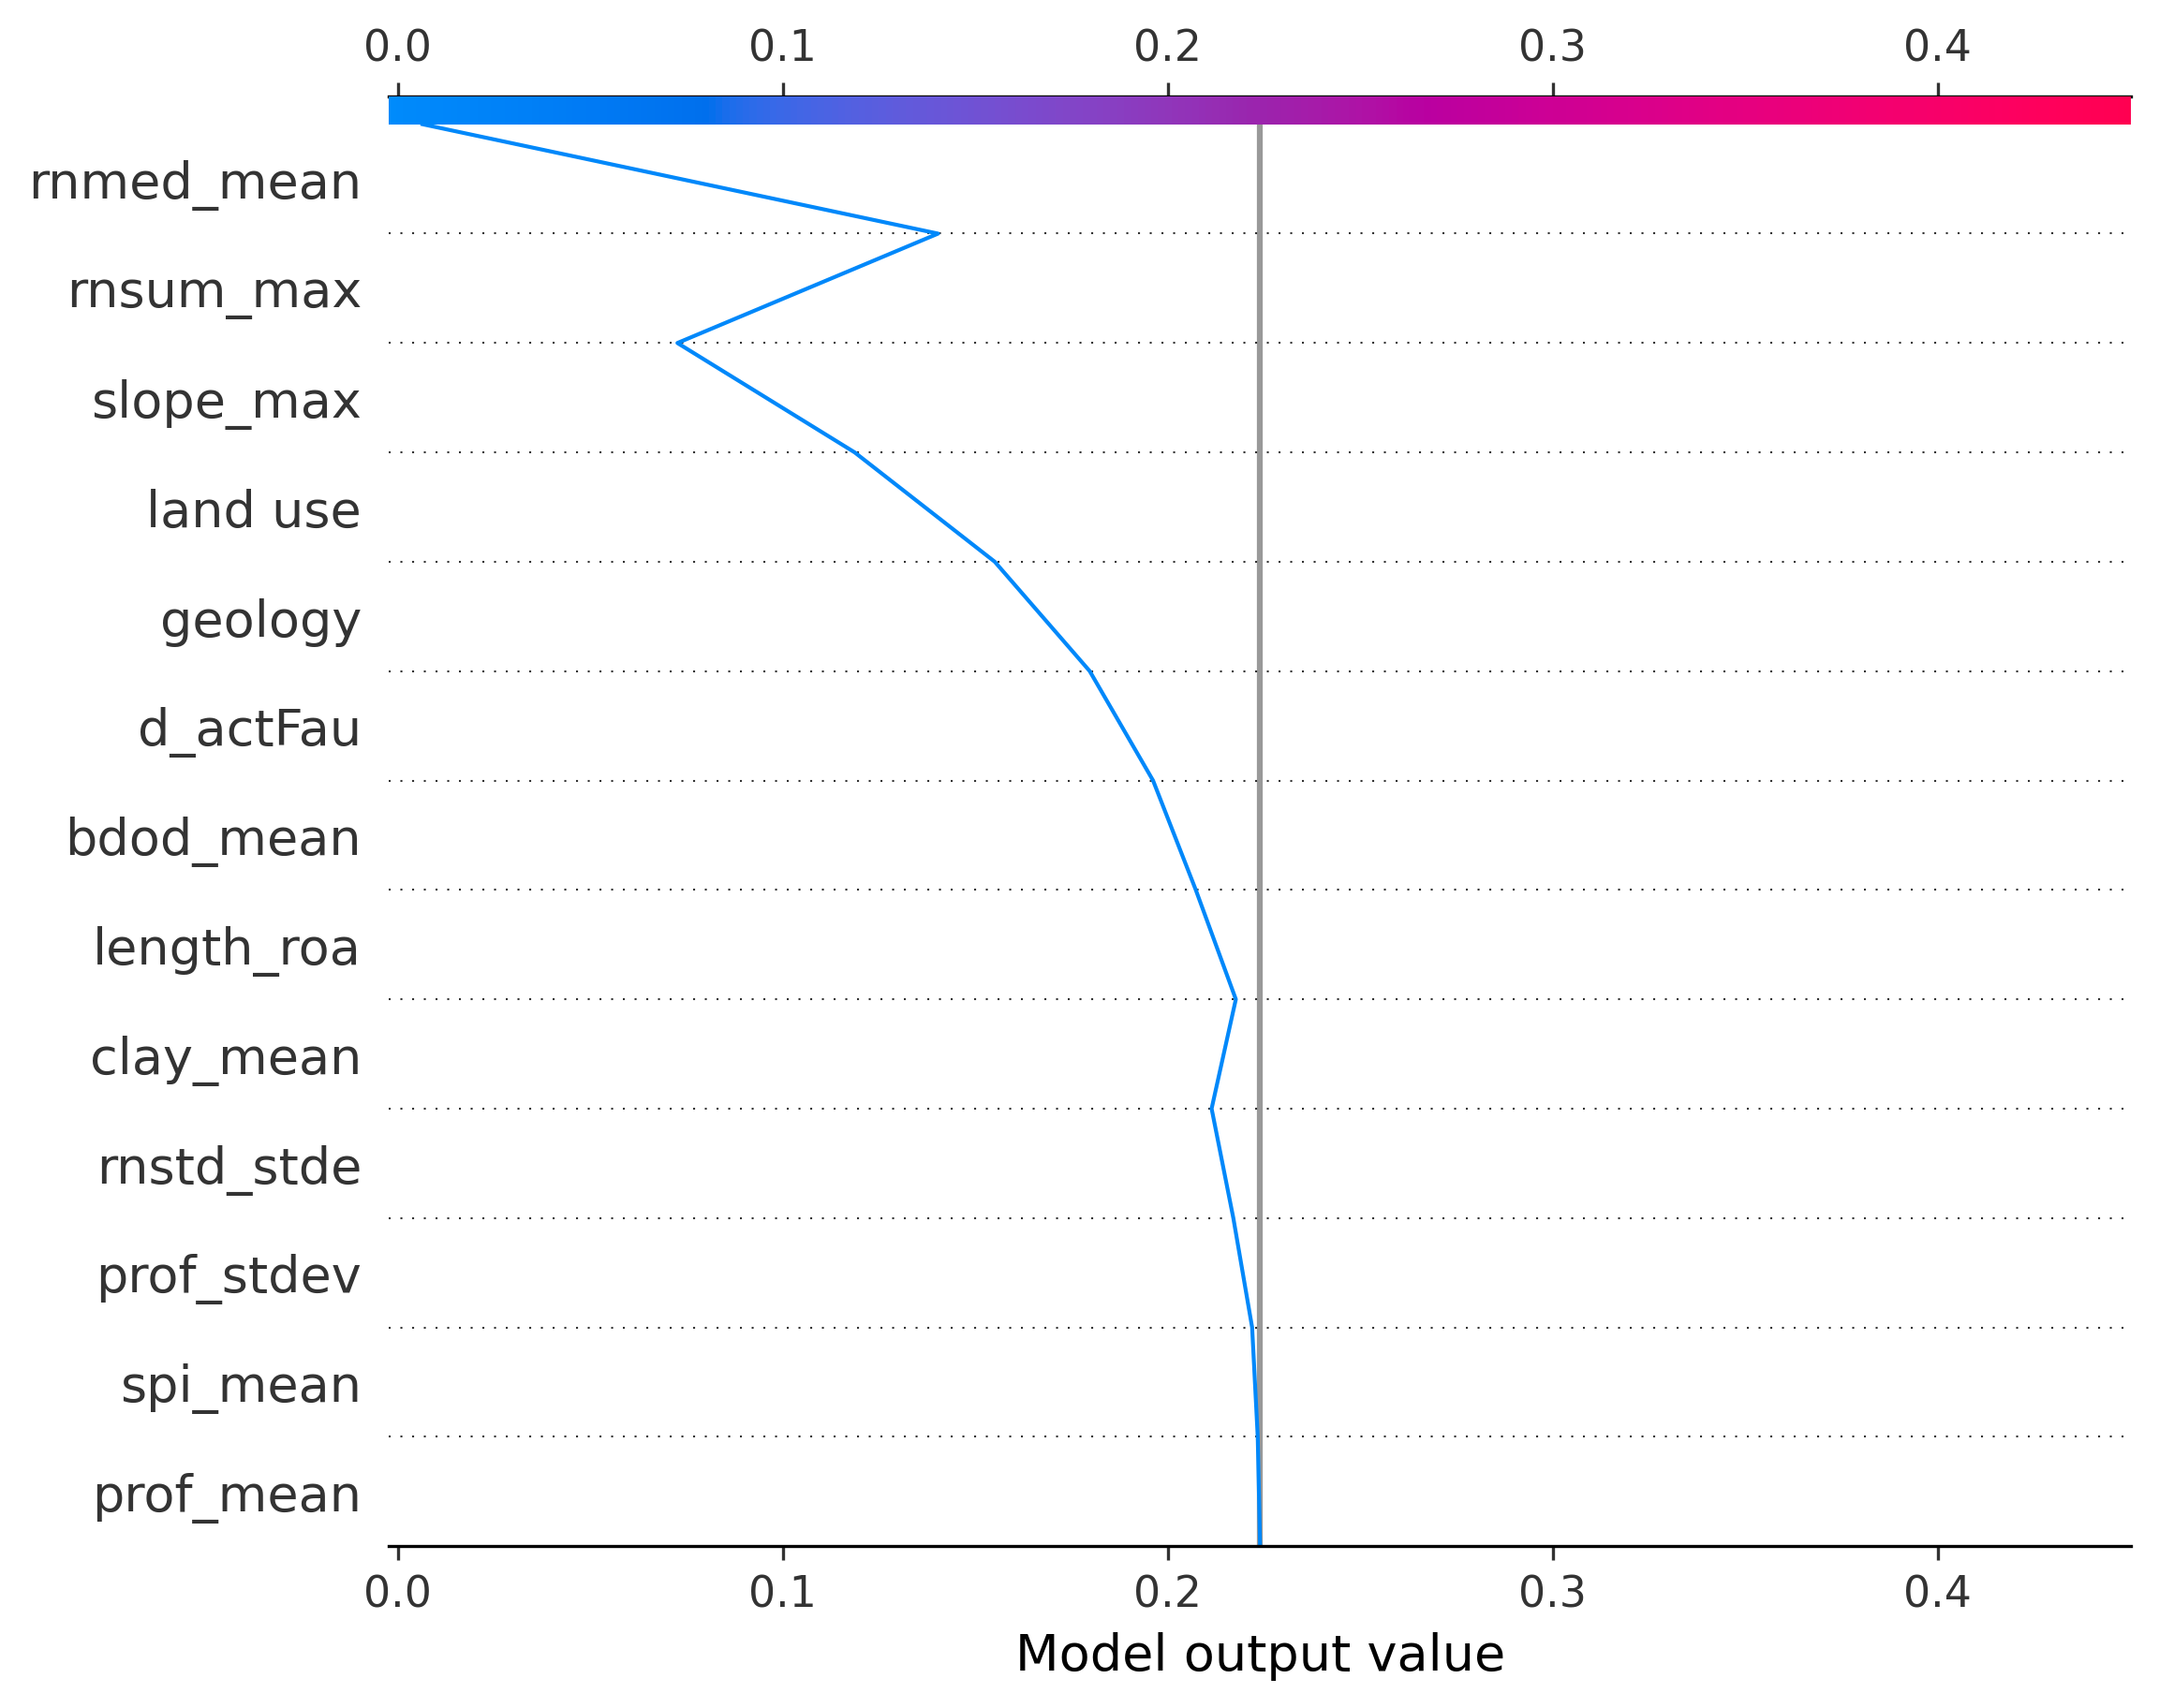 0.0 0.1 0.2 0.3 0.4
rnmed_mean
rnsum_max
slope_max
land use
geology
d_actFau
bdod_mean
length_roa
clay_mean
rnstd_stde
prof_stdev
spi_mean
prof_mean
0.0 0.1 0.2 0.3 0.4
Model output value